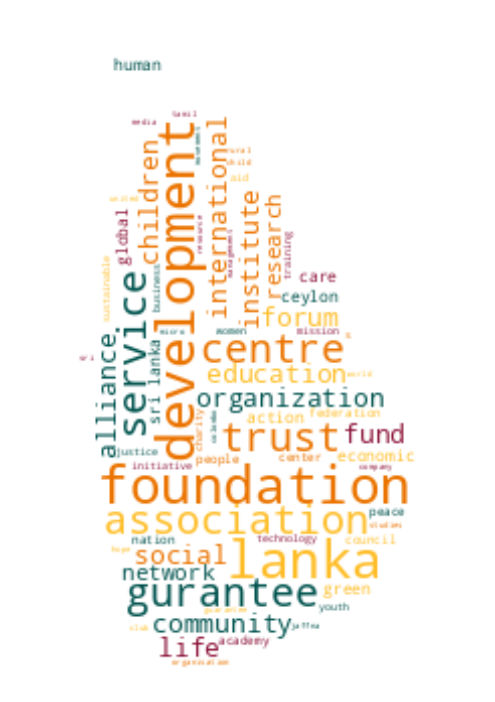 human
tamil
media
development
international
children
rural
child
aid
institute
research
united
global
resource
management
training
sustainable
business
service
care
ceylon
forum
micro
women
mission
sri lanka
alliance
centre
education
world
organization
charity
colombo
action
federation
trust
fund
justice
initiative
people
center
economic
company
foundation
association
peace
studies
nation
technology
council
hope
social
lanka
network
gurantee
green
guarantee
youth
club
community
jaffna
life
academy
organisation